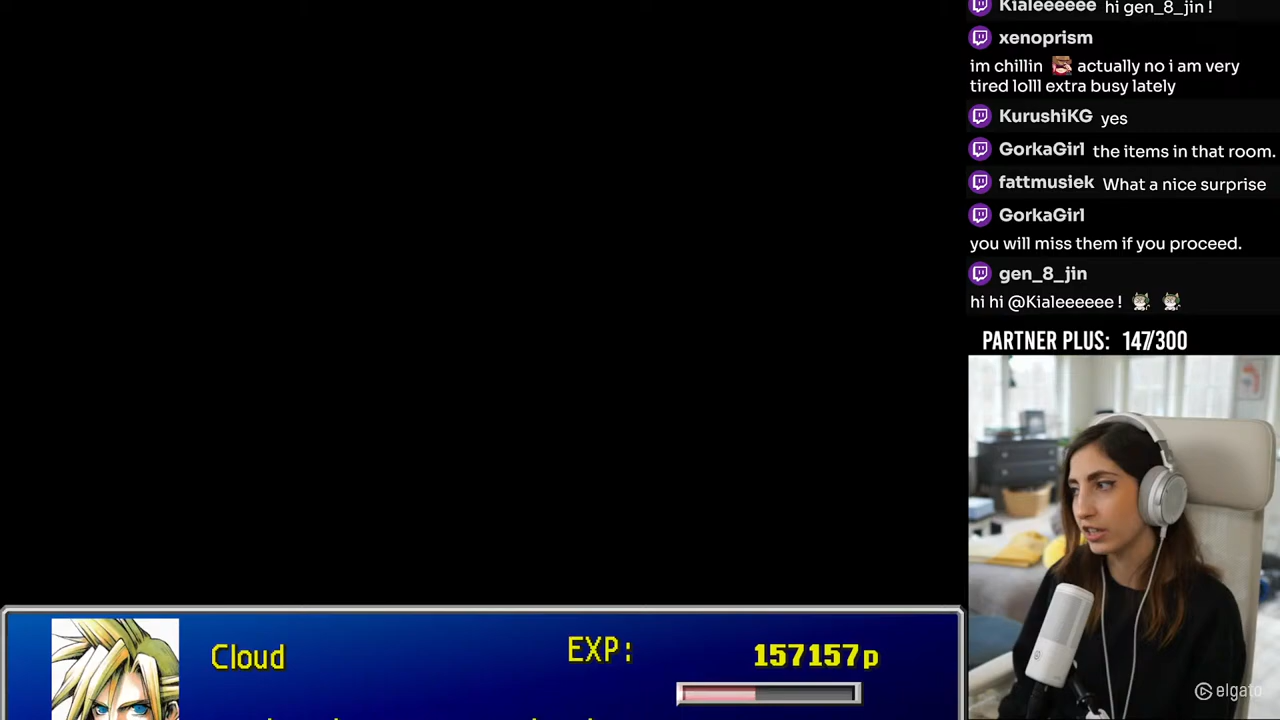 Kialeeeeee hi gen_8_jin !
xenoprism
im chillin actually no i am very
tired lolll extra busy lately
KurushiKG yes
GorkaGirl the items in that room.
fattmusiek What a nice surprise
GorkaGirl
you will miss them if you proceed.
gen_8_jin
hi hi @Kialeeeeee !
PARTNER PLUS: 147/300
Cloud EXP: 157157p
elgato